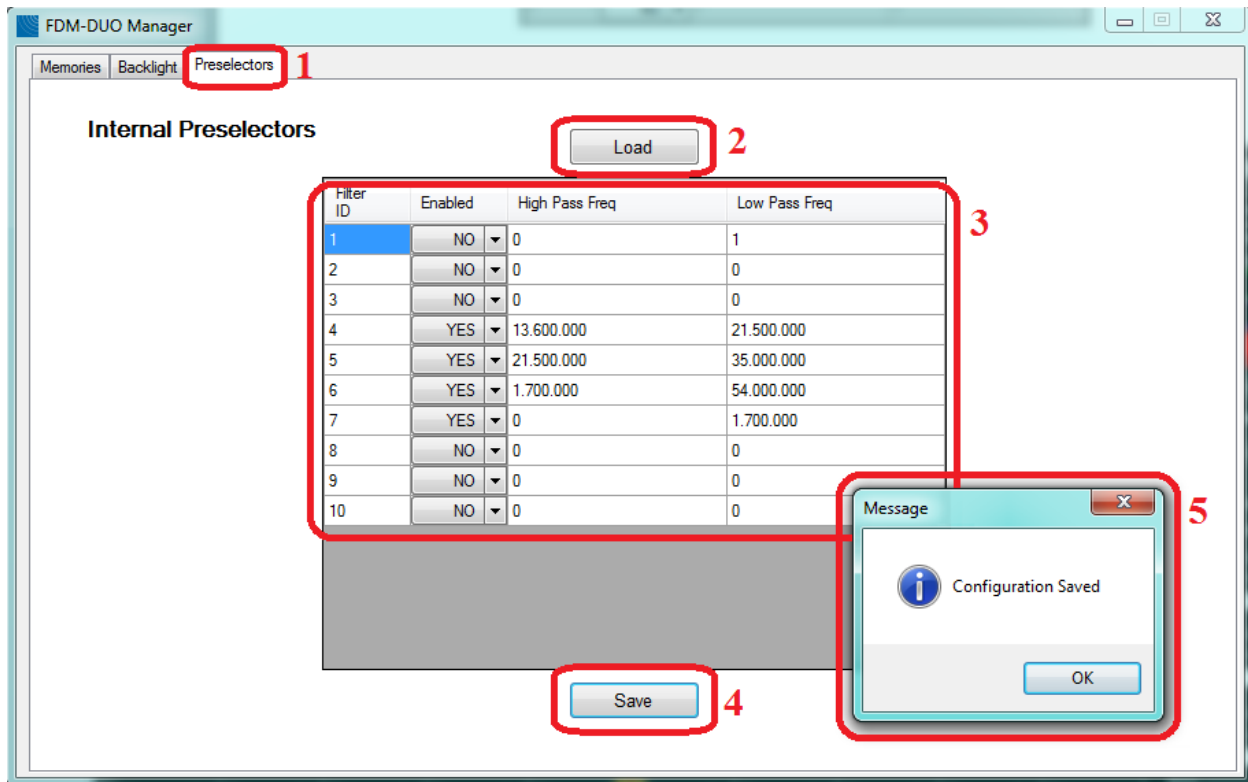 FDM-DUO Manager
Memories Backlight Preselectors 1
Internal Preselectors
Load 2
Filter ID Enabled High Pass Freq Low Pass Freq
3
1 NO 0 1
2 NO 0 0
3 NO 0 0
4 YES 13.600.000 21.500.000
5 YES 21.500.000 35.000.000
6 YES 1.700.000 54.000.000
7 YES 0 1.700.000
8 NO 0 0
9 NO 0 0
10 NO 0 0
Message
5
Configuration Saved
OK
Save 4